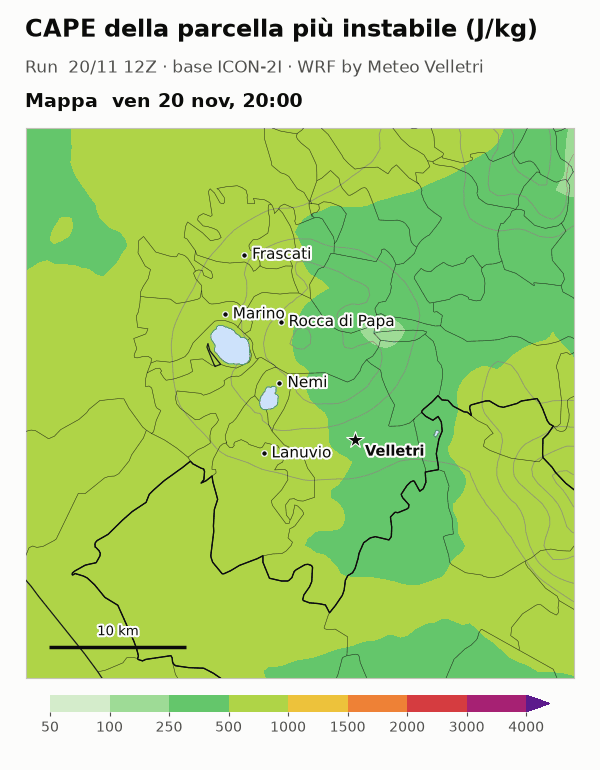 CAPE della parcella più instabile (J/kg)
Run  20/11 12Z · base ICON-2I · WRF by Meteo Velletri
Mappa  ven 20 nov, 20:00
Frascati
Marino
Rocca di Papa
Nemi
Velletri
Lanuvio
10 km
50 100 250 500 1000 1500 2000 3000 4000